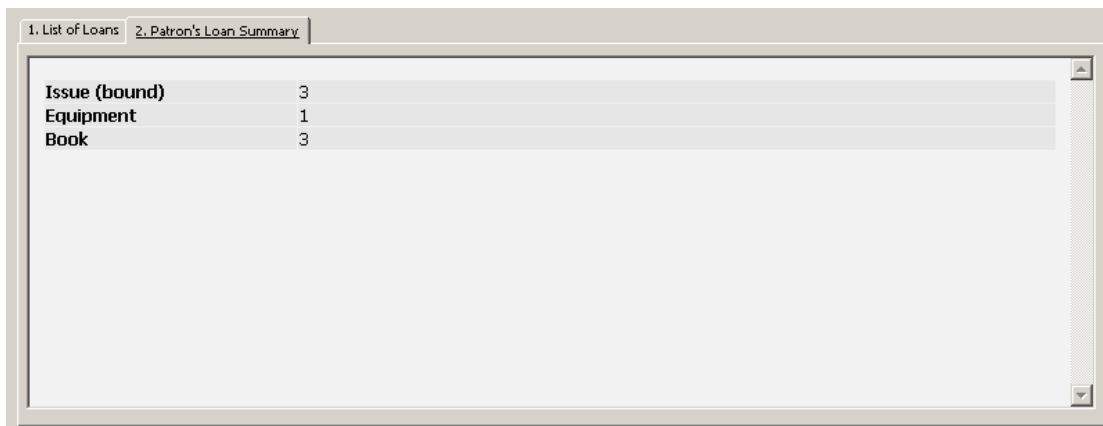 1. List of Loans 2. Patron's Loan Summary
Issue (bound) 3
Equipment 1
Book 3